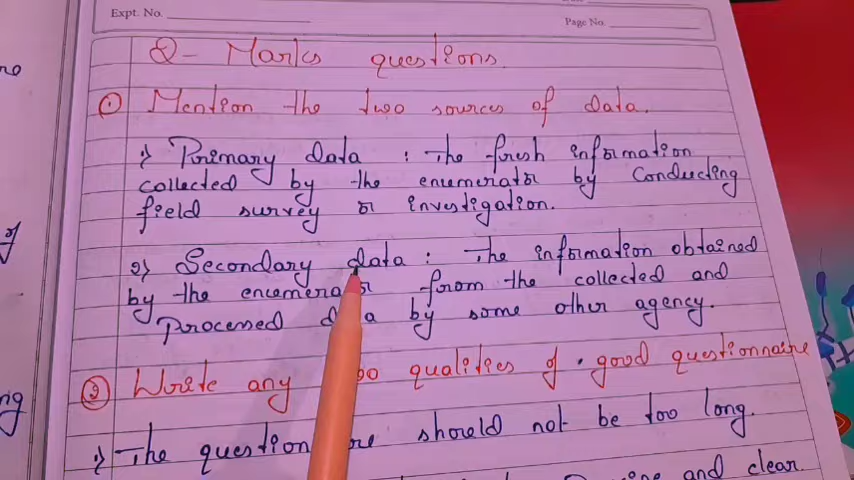 Expt. No.
Page No.
2- Marks questions.
① Mention the two sources of data.
1) Primary data : The fresh information
collected by the enumerator by Conducting
field survey or investigation.
2) Secondary data : The information obtained
by the from the collected and
Processed by some other agency.
② Write any qualities of good questionnaire
1) The should not be too long.
and clear.